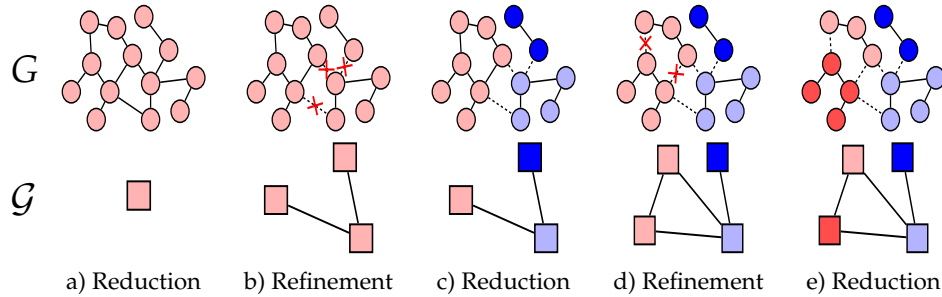 G
𝒢
a) Reduction b) Refinement c) Reduction d) Refinement e) Reduction